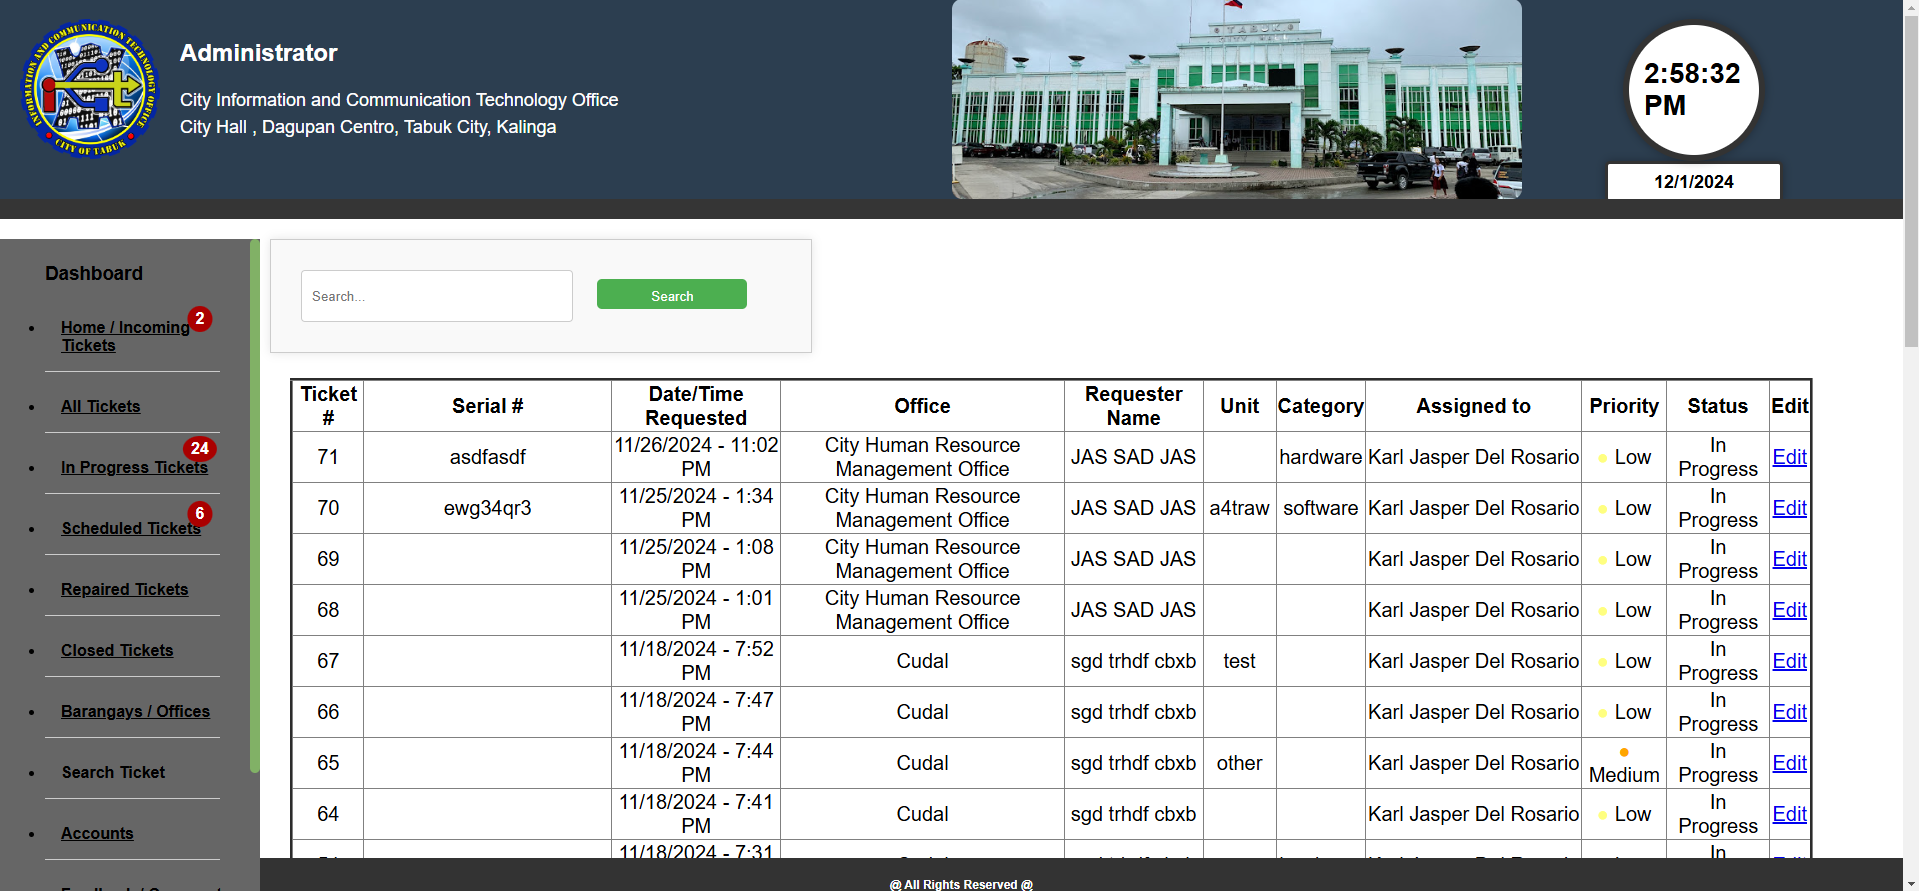 INFORMATION AND COMMUNICATION TECHNOLOGY OFFICE
ict
CITY OF TABUK
Administrator
City Information and Communication Technology Office
City Hall , Dagupan Centro, Tabuk City, Kalinga
TABUK
CITY HALL
2:58:32
PM
12/1/2024
Dashboard
Home / Incoming 2
Tickets
All Tickets
In Progress Tickets 24
Scheduled Tickets 6
Repaired Tickets
Closed Tickets
Barangays / Offices
Search Ticket
Accounts
Search...
Search
Ticket # Serial # Date/Time Requested Office Requester Name Unit Category Assigned to Priority Status Edit
71 asdfasdf 11/26/2024 - 11:02 PM City Human Resource Management Office JAS SAD JAS hardware Karl Jasper Del Rosario Low In Progress Edit
70 ewg34qr3 11/25/2024 - 1:34 PM City Human Resource Management Office JAS SAD JAS a4traw software Karl Jasper Del Rosario Low In Progress Edit
69 11/25/2024 - 1:08 PM City Human Resource Management Office JAS SAD JAS Karl Jasper Del Rosario Low In Progress Edit
68 11/25/2024 - 1:01 PM City Human Resource Management Office JAS SAD JAS Karl Jasper Del Rosario Low In Progress Edit
67 11/18/2024 - 7:52 PM Cudal sgd trhdf cbxb test Karl Jasper Del Rosario Low In Progress Edit
66 11/18/2024 - 7:47 PM Cudal sgd trhdf cbxb Karl Jasper Del Rosario Low In Progress Edit
65 11/18/2024 - 7:44 PM Cudal sgd trhdf cbxb other Karl Jasper Del Rosario Medium In Progress Edit
64 11/18/2024 - 7:41 PM Cudal sgd trhdf cbxb Karl Jasper Del Rosario Low In Progress Edit
11/18/2024 - 7:31 In
@ All Rights Reserved @